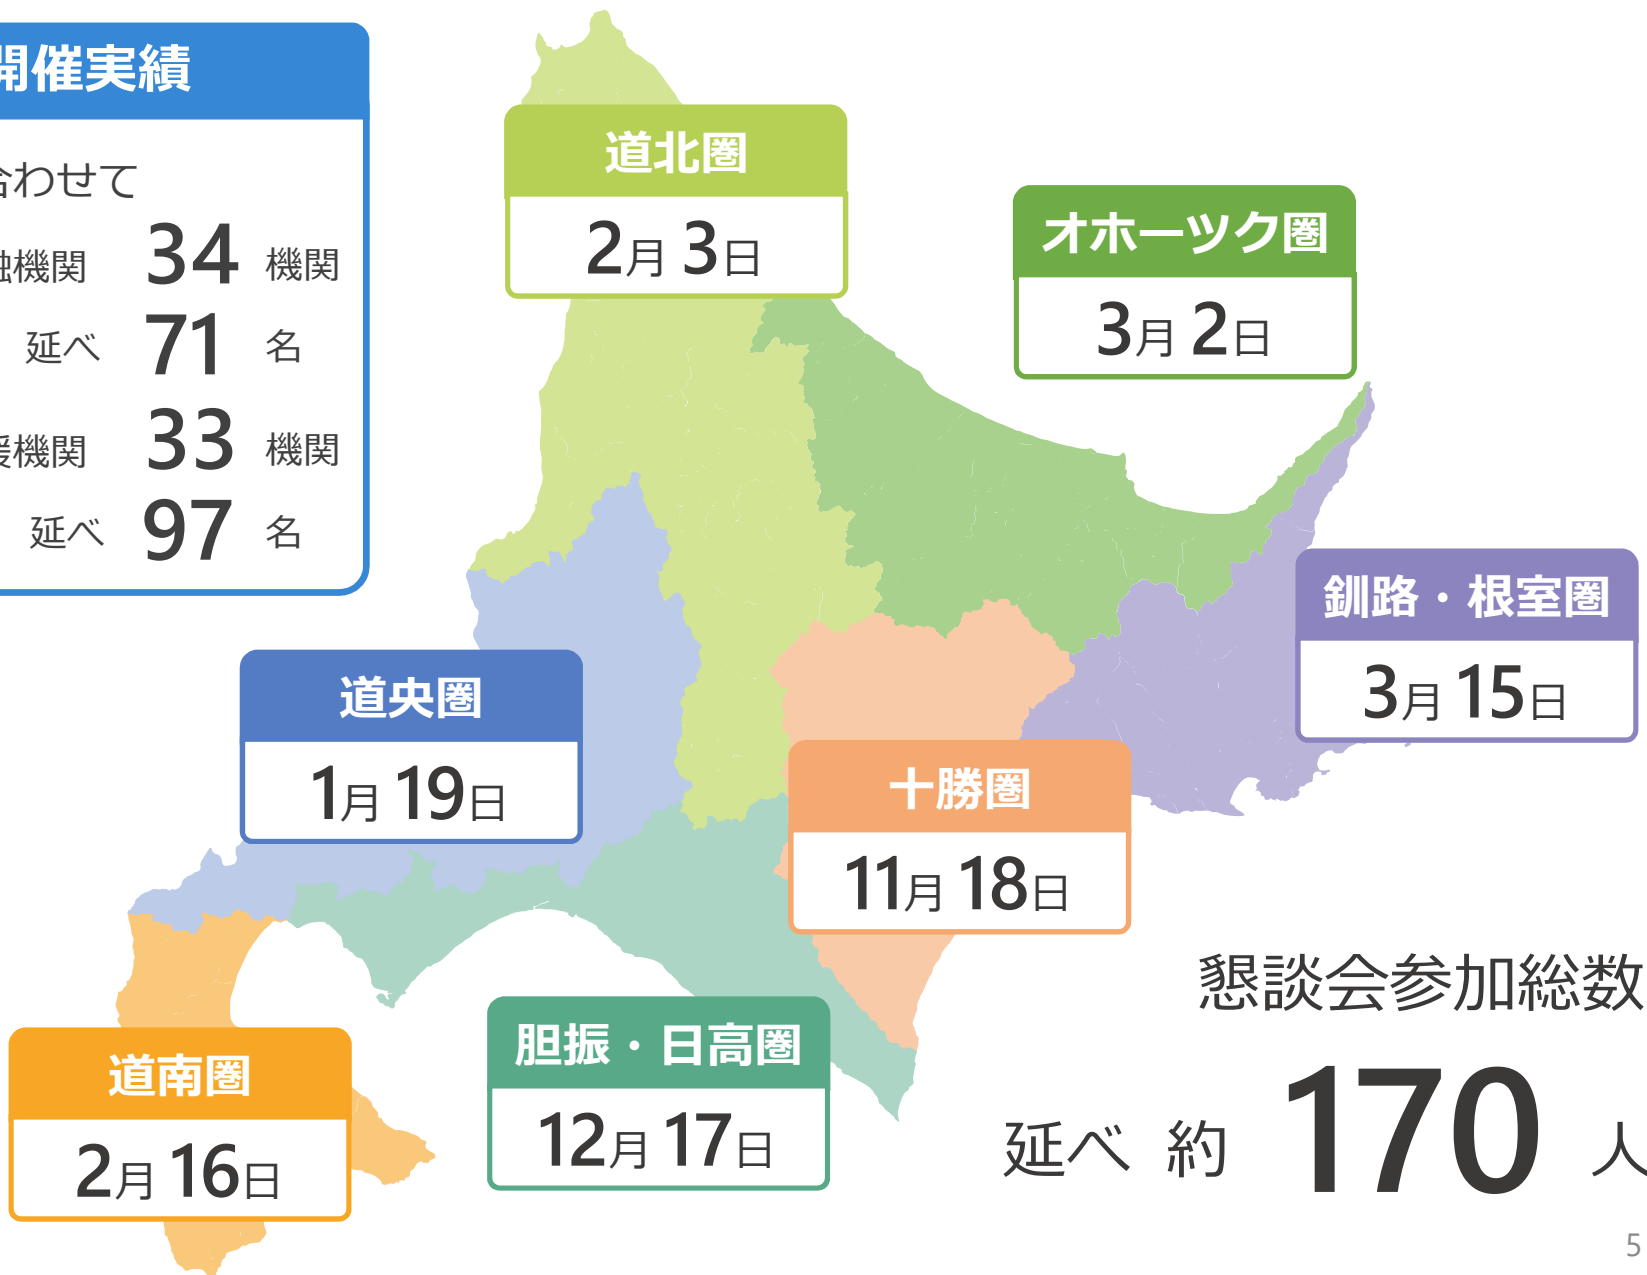 開催実績
合わせて
融機関 34 機関
延べ 71 名
援機関 33 機関
延べ 97 名
道北圏
2月 3日
オホーツク圏
3月 2日
釧路・根室圏
3月 15日
道央圏
1月 19日
十勝圏
11月 18日
胆振・日高圏
12月 17日
道南圏
2月 16日
懇談会参加総数
延べ 約 170 人
5